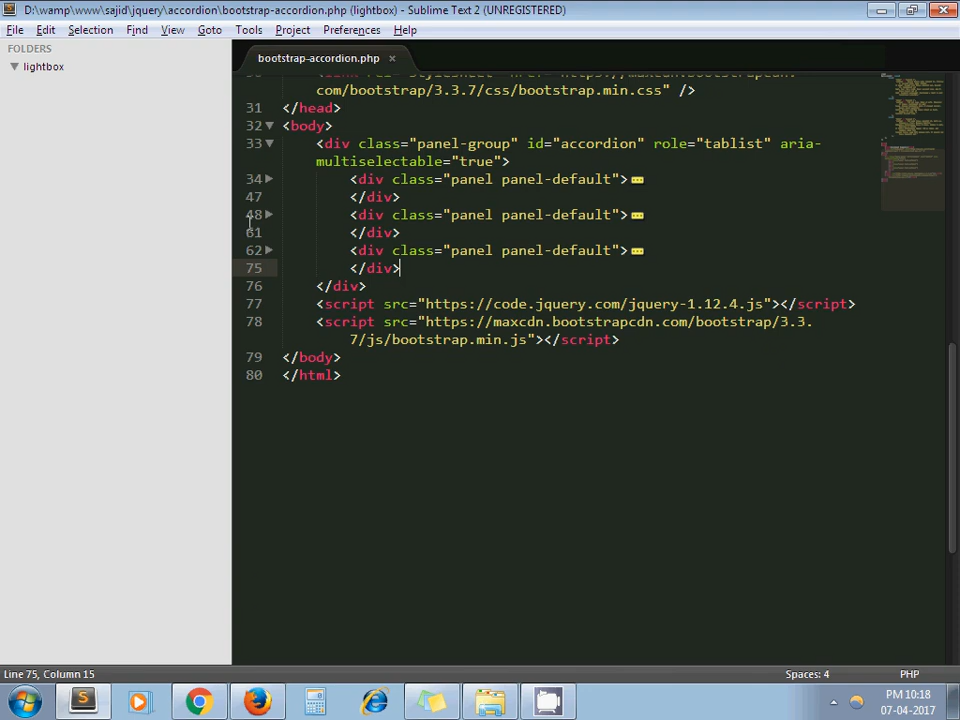 D:\wamp\www\sajid\jquery\accordion\bootstrap-accordion.php (lightbox) - Sublime Text 2 (UNREGISTERED)
File Edit Selection Find View Goto Tools Project Preferences Help
FOLDERS
lightbox
bootstrap-accordion.php ×
com/bootstrap/3.3.7/css/bootstrap.min.css" />
31 </head>
32 <body>
33 <div class="panel-group" id="accordion" role="tablist" aria-
multiselectable="true">
34 <div class="panel panel-default">
47 </div>
48 <div class="panel panel-default">
61 </div>
62 <div class="panel panel-default">
75 </div>
76 </div>
77 <script src="https://code.jquery.com/jquery-1.12.4.js"></script>
78 <script src="https://maxcdn.bootstrapcdn.com/bootstrap/3.3.
7/js/bootstrap.min.js"></script>
79 </body>
80 </html>
Line 75, Column 15
Spaces: 4
PHP
PM 10:18
07-04-2017